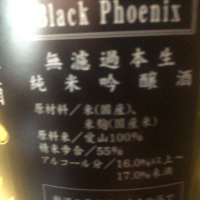 Black Phoenix
無濾過本生
純米吟醸酒
原材料/米(国産)、
米麹(国産米)
原料米/愛山100%
精米歩合/55%
アルコール分/16.0%以上~
17.0%未満